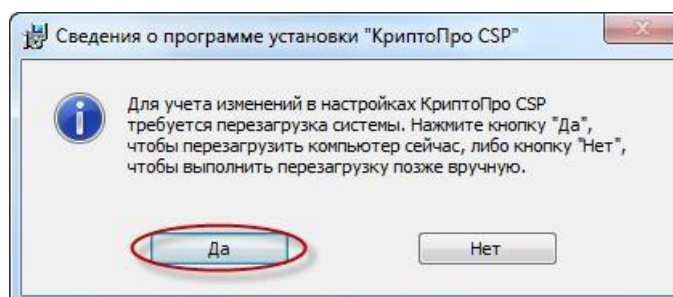 Сведения о программе установки "КриптоПро CSP"
Для учета изменений в настройках КриптоПро CSP
требуется перезагрузка системы. Нажмите кнопку "Да",
чтобы перезагрузить компьютер сейчас, либо кнопку "Нет",
чтобы выполнить перезагрузку позже вручную.
Да
Нет